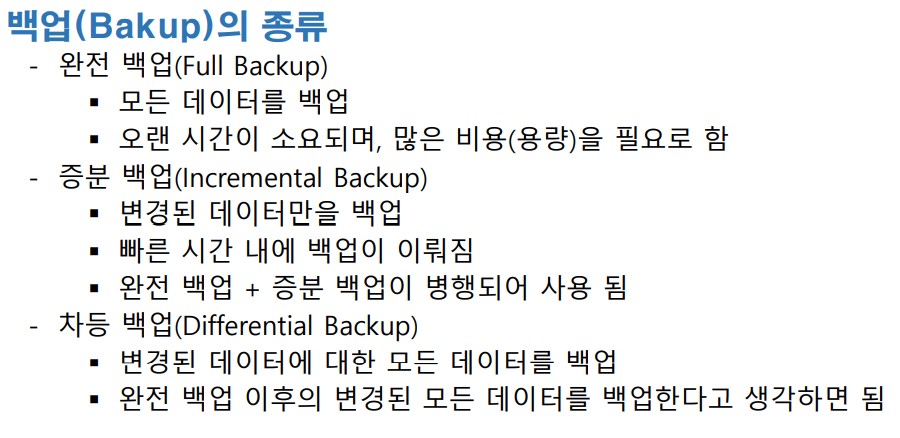 백업(Bakup)의 종류
- 완전 백업(Full Backup)
▪ 모든 데이터를 백업
▪ 오랜 시간이 소요되며, 많은 비용(용량)을 필요로 함
- 증분 백업(Incremental Backup)
▪ 변경된 데이터만을 백업
▪ 빠른 시간 내에 백업이 이뤄짐
▪ 완전 백업 + 증분 백업이 병행되어 사용 됨
- 차등 백업(Differential Backup)
▪ 변경된 데이터에 대한 모든 데이터를 백업
▪ 완전 백업 이후의 변경된 모든 데이터를 백업한다고 생각하면 됨